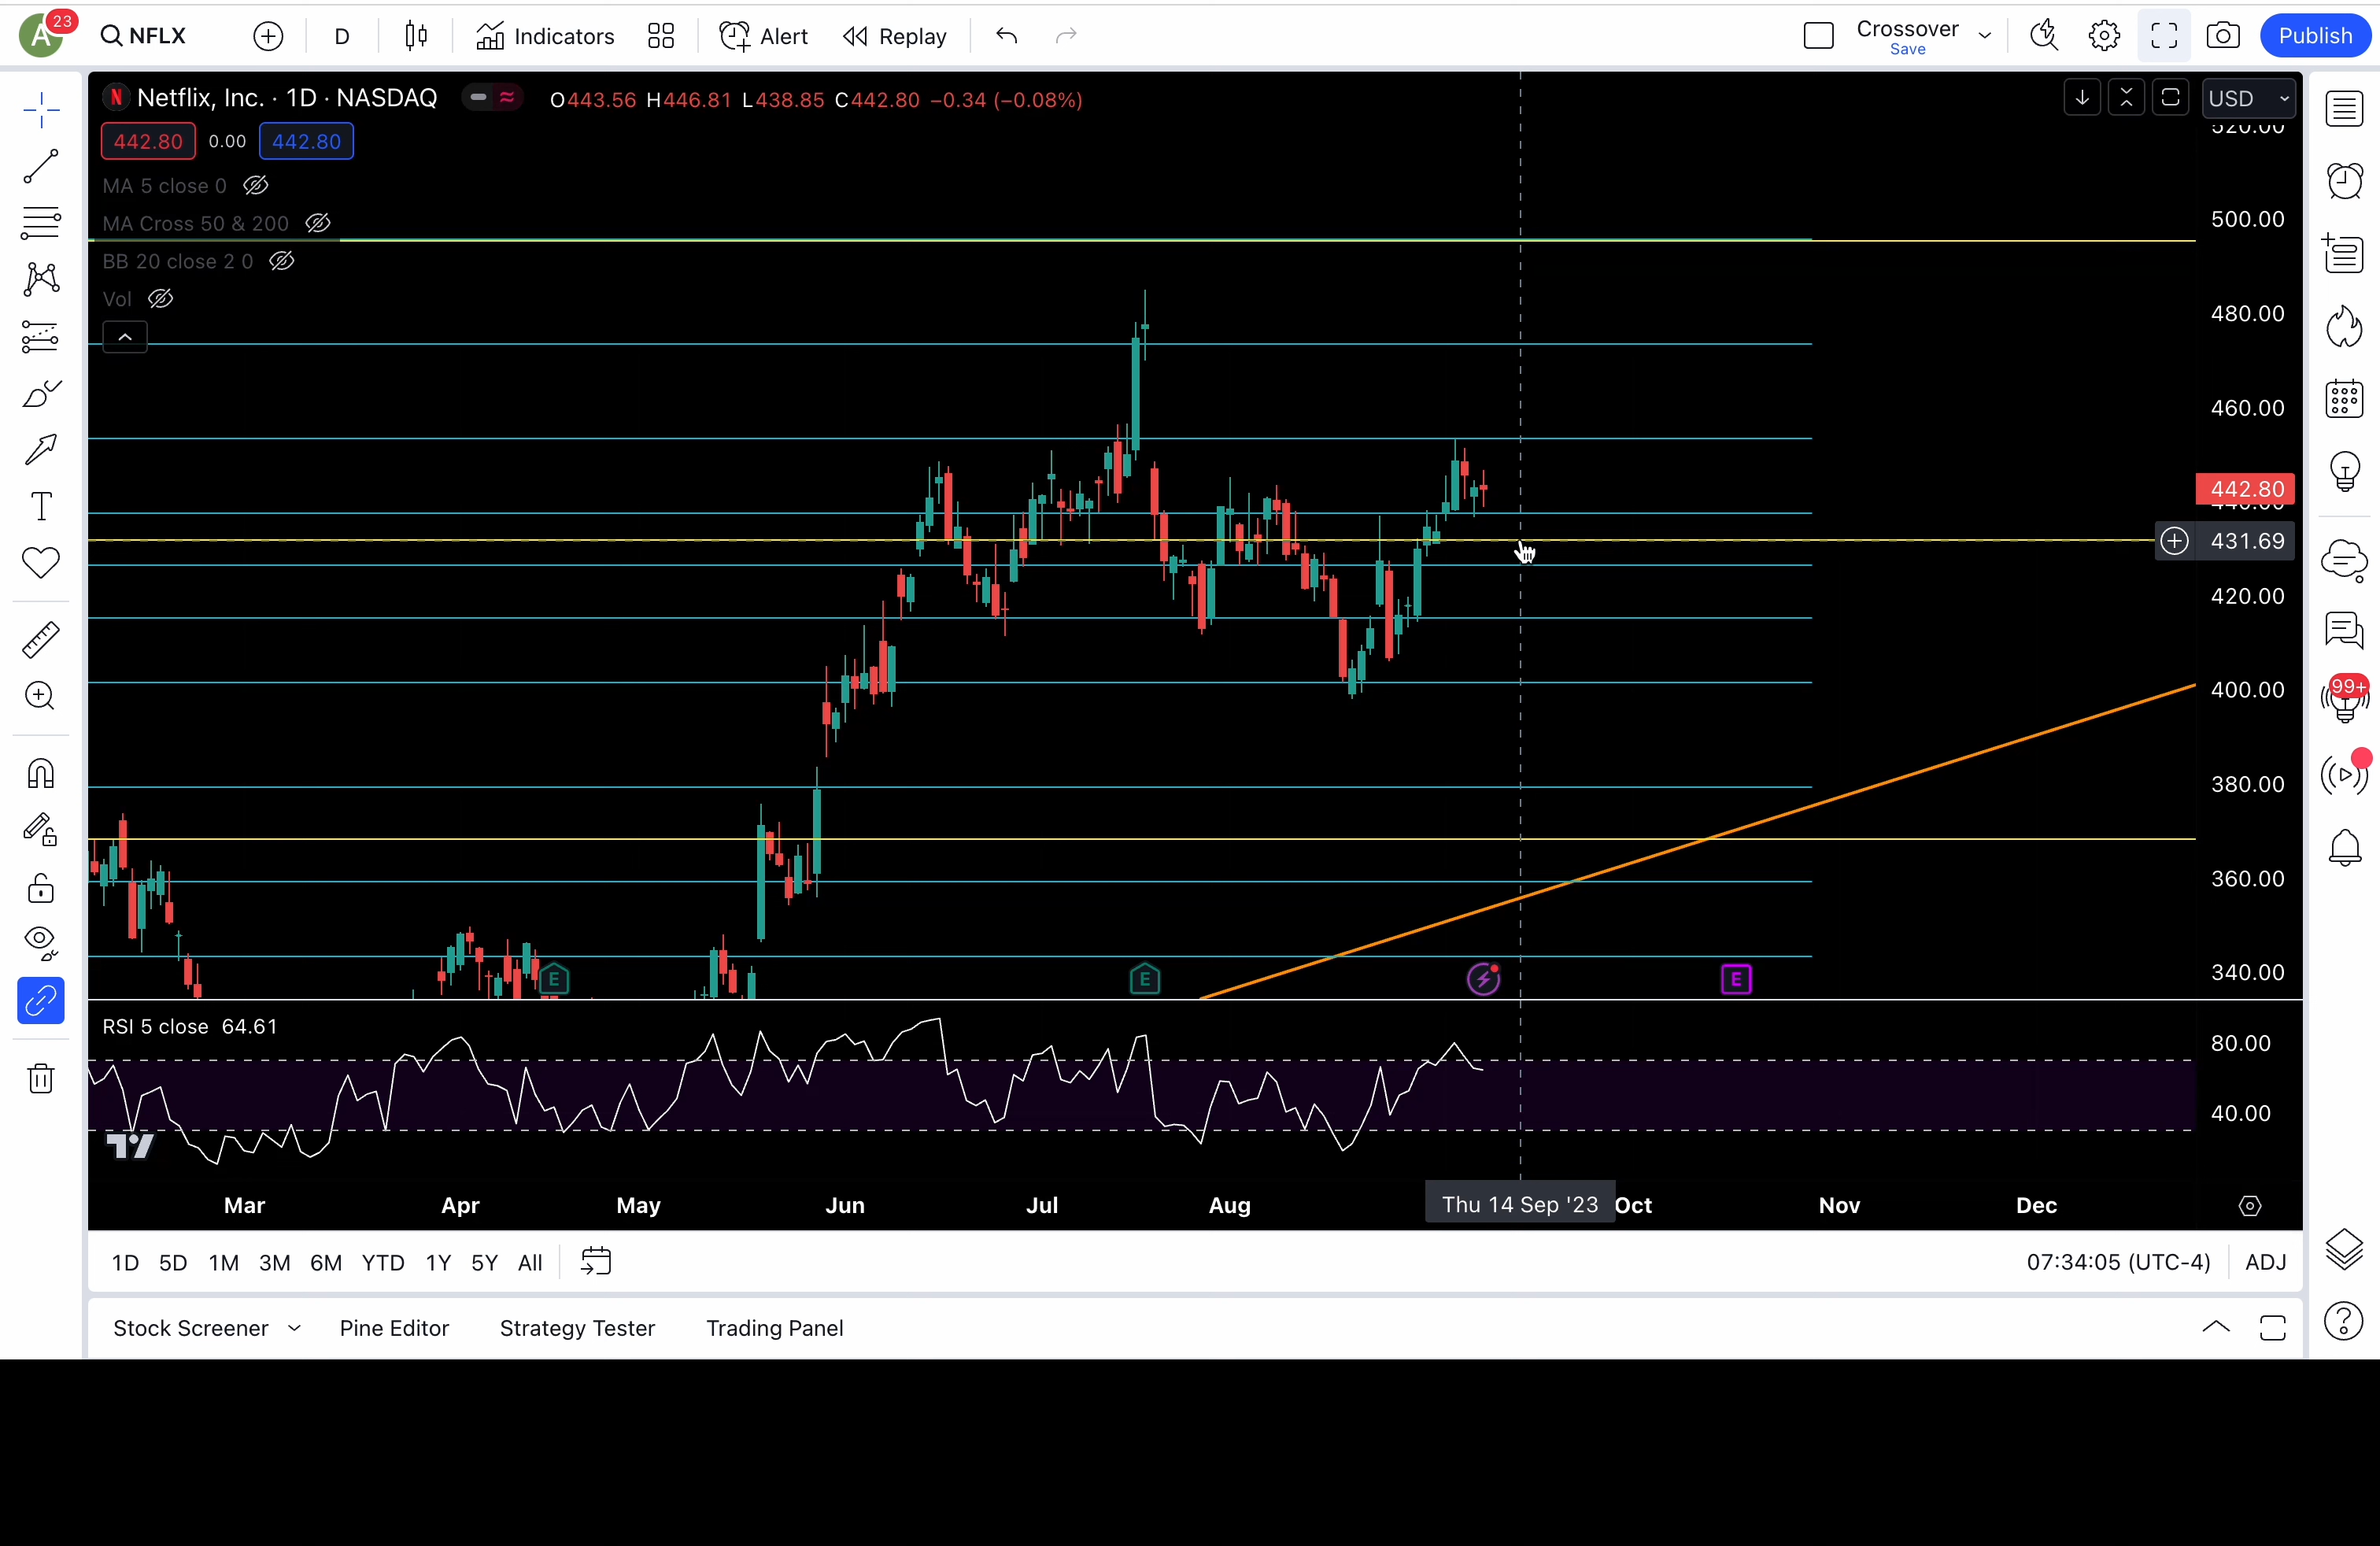 A 23 NFLX D Indicators Alert Replay Crossover Save Publish
N Netflix, Inc. · 1D · NASDAQ O443.56 H446.81 L438.85 C442.80 −0.34 (−0.08%) USD
442.80 0.00 442.80
520.00
MA 5 close 0
MA Cross 50 & 200
500.00
BB 20 close 2 0
Vol
480.00
460.00
442.80
440.00
431.69
420.00
400.00
99+
380.00
360.00
340.00
E E E
RSI 5 close 64.61
80.00
40.00
Mar Apr May Jun Jul Aug Thu 14 Sep '23 Oct Nov Dec
1D 5D 1M 3M 6M YTD 1Y 5Y All 07:34:05 (UTC-4) ADJ
Stock Screener Pine Editor Strategy Tester Trading Panel